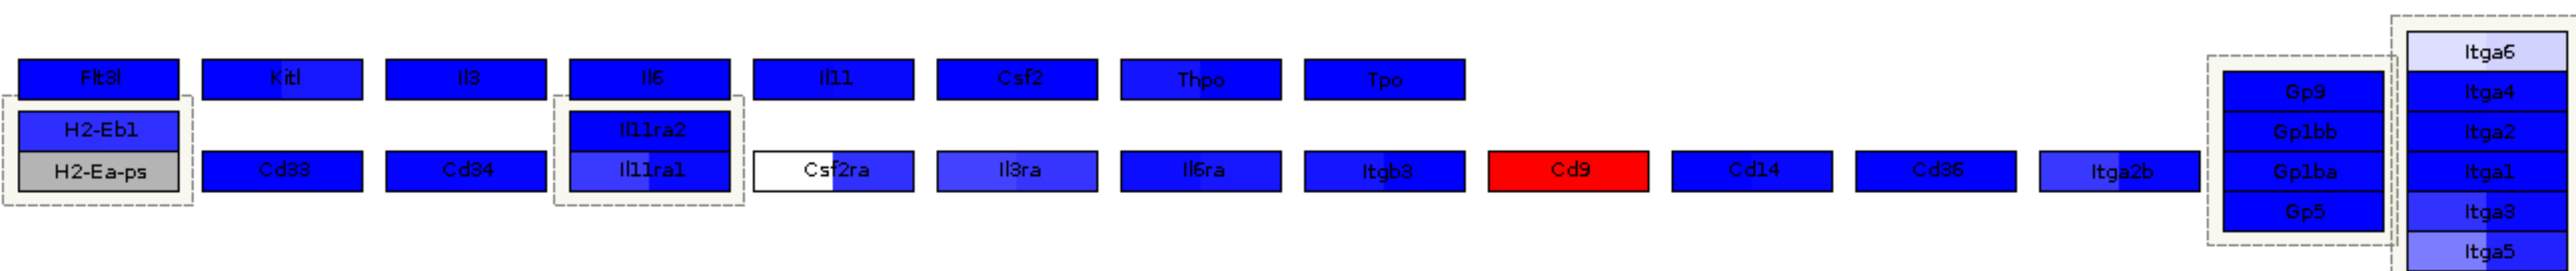 Flt3l
Kitl
Il3
Il6
Il11
Csf2
Thpo
Tpo
H2-Eb1
H2-Ea-ps
Cd33
Cd34
Il11ra2
Il11ra1
Csf2ra
Il3ra
Il6ra
Itgb3
Cd9
Cd14
Cd36
Itga2b
Gp9
Gp1bb
Gp1ba
Gp5
Itga6
Itga4
Itga2
Itga1
Itga3
Itga5